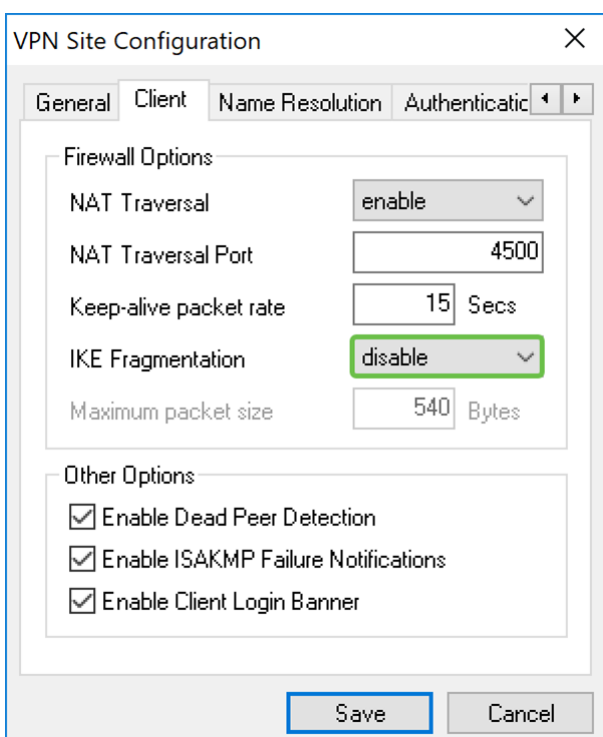 VPN Site Configuration
General Client Name Resolution Authenticatic
Firewall Options
NAT Traversal enable
NAT Traversal Port 4500
Keep-alive packet rate 15 Secs
IKE Fragmentation disable
Maximum packet size 540 Bytes
Other Options
Enable Dead Peer Detection
Enable ISAKMP Failure Notifications
Enable Client Login Banner
Save Cancel